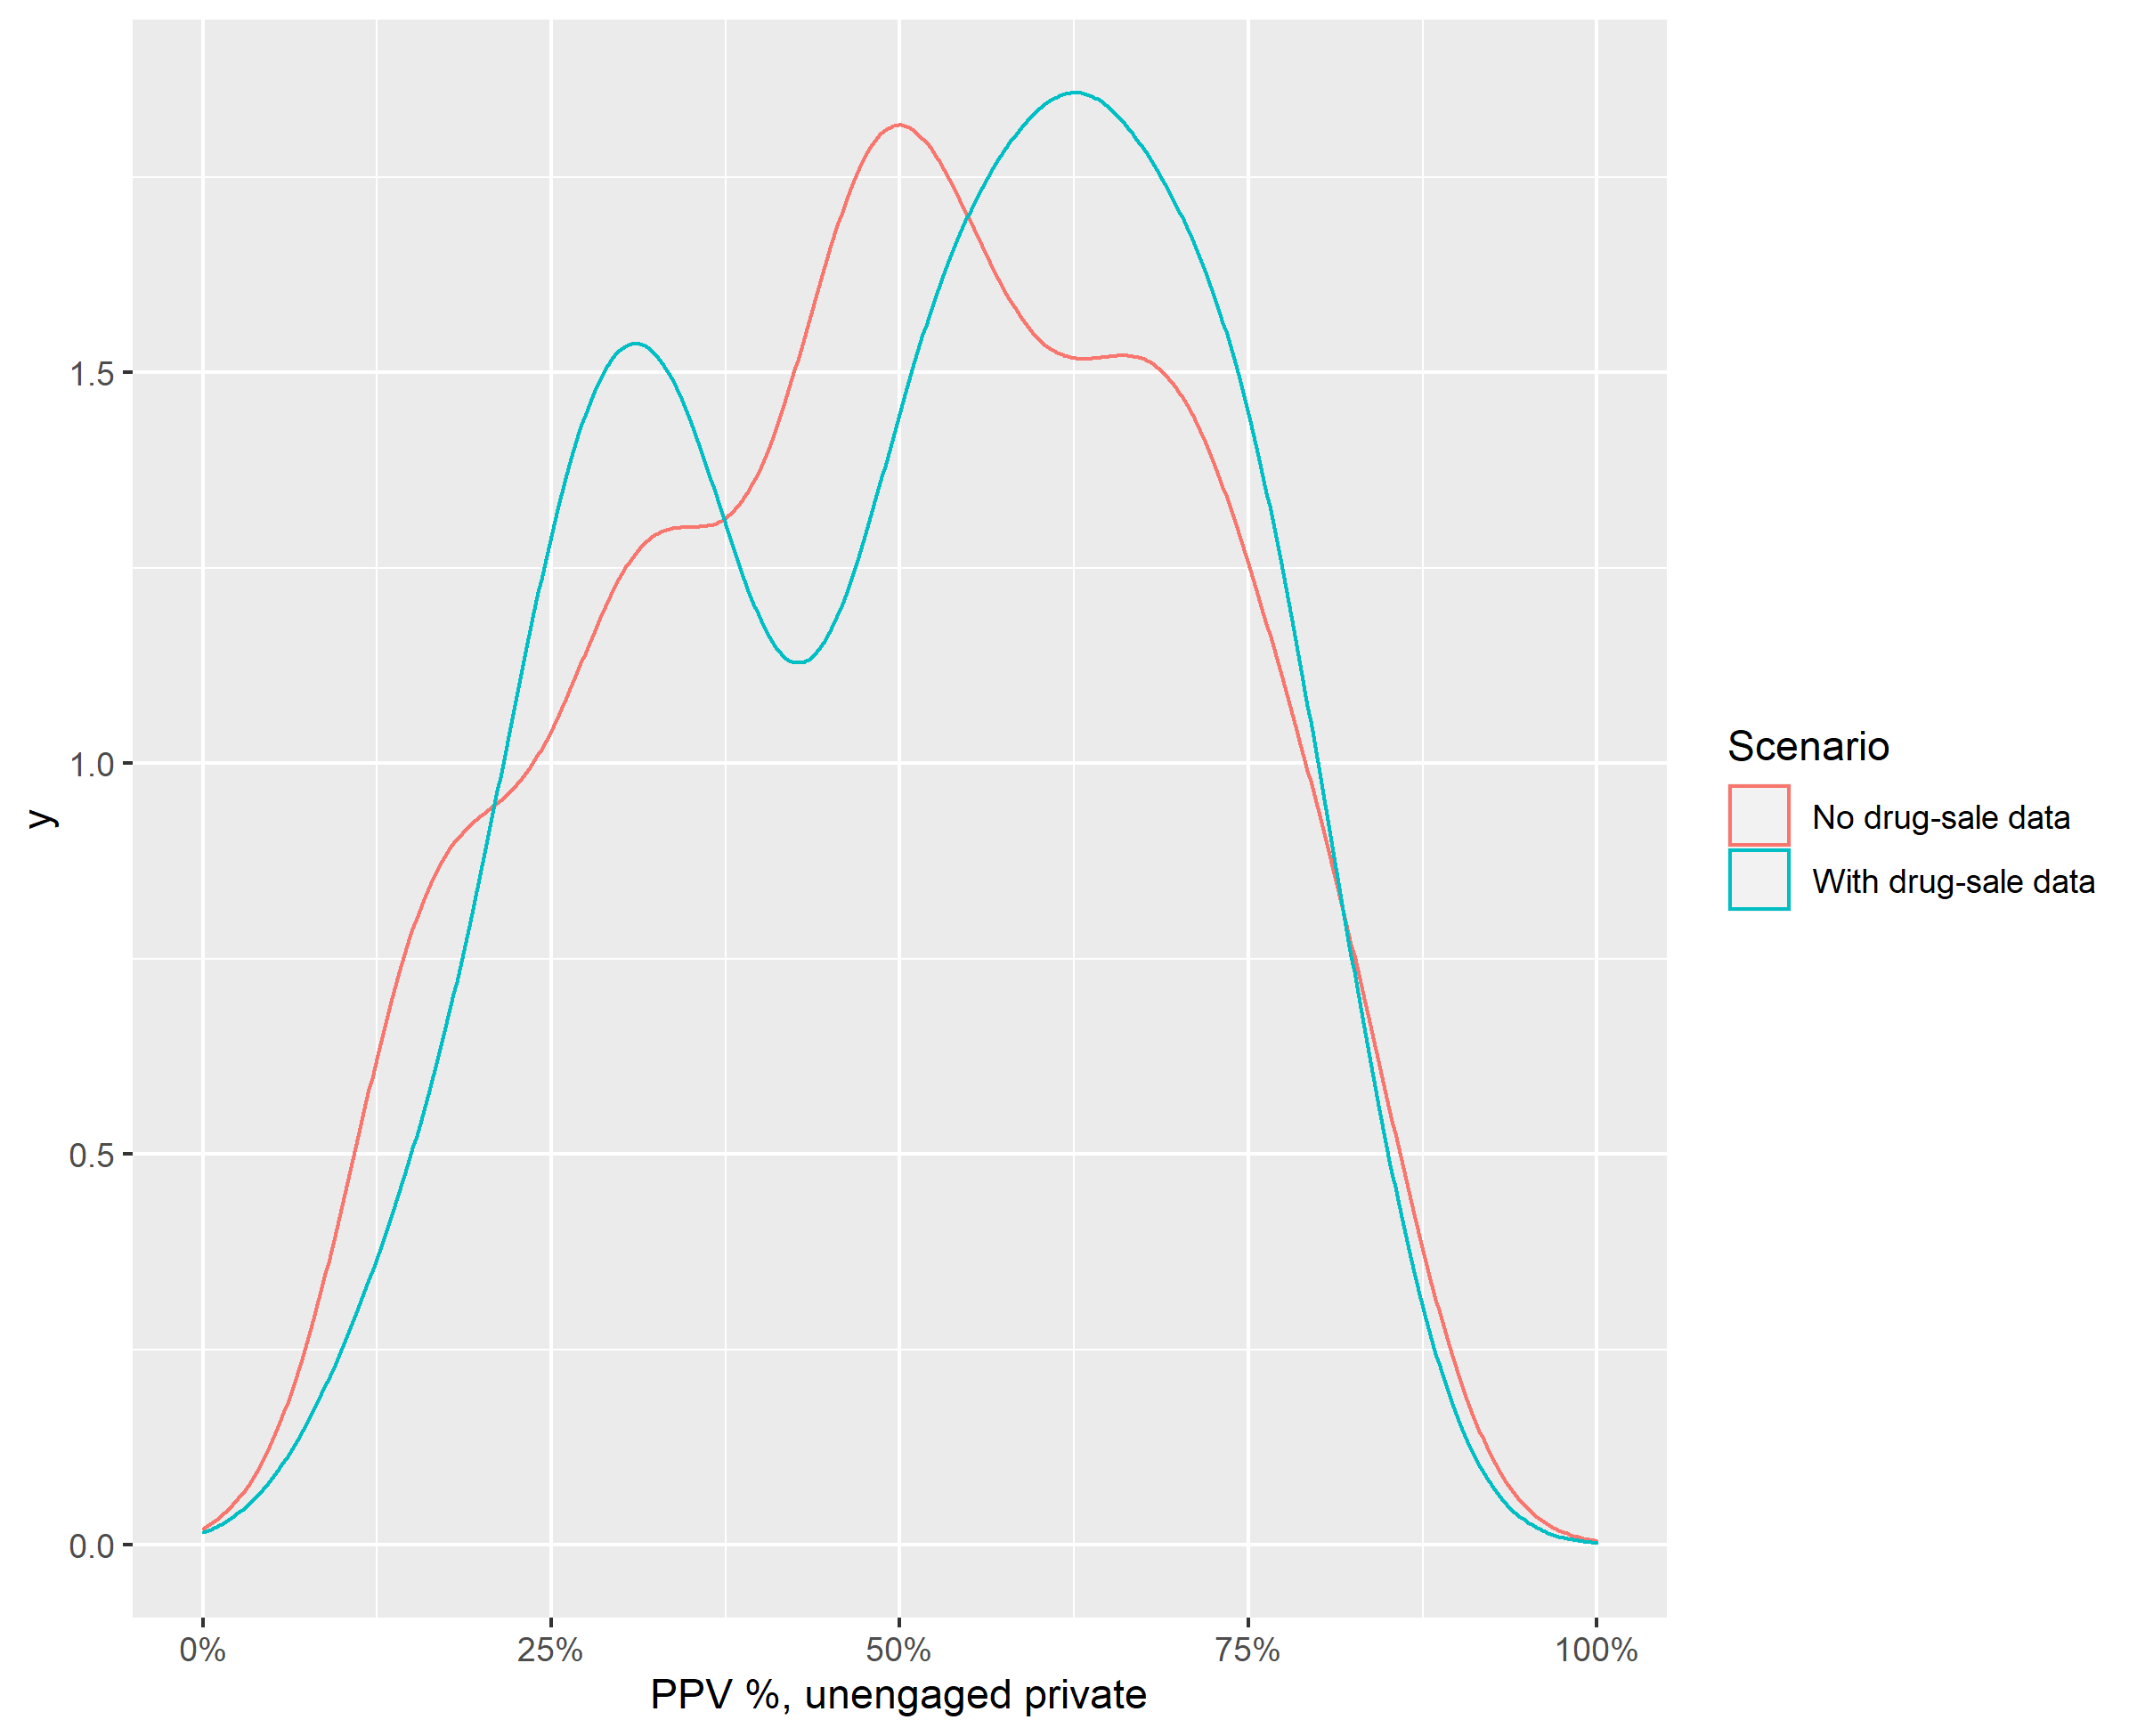 y
1.5
1.0
0.5
0.0
0%
25%
50%
75%
100%
PPV %, unengaged private
Scenario
No drug-sale data
With drug-sale data